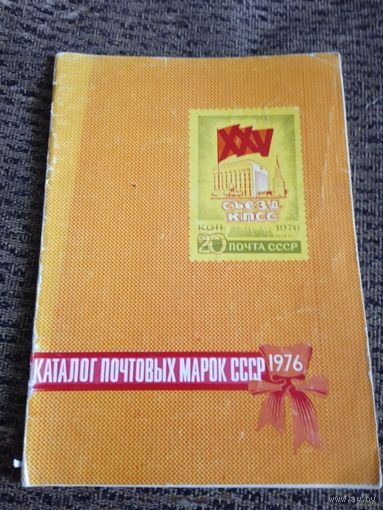 XXV
съезд
КПСС
КОП. 1976
20 ПОЧТА СССР
КАТАЛОГ ПОЧТОВЫХ МАРОК СССР 1976